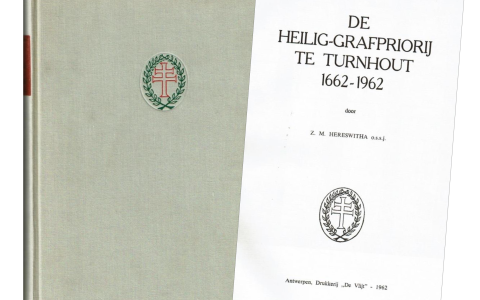 DE
HEILIG-GRAFPRIORIJ
TE TURNHOUT
1662-1962
door
Z. M. HERESWITHA o.s.s.
Antwerpen, Drukkerij „De Vlijt" - 1962